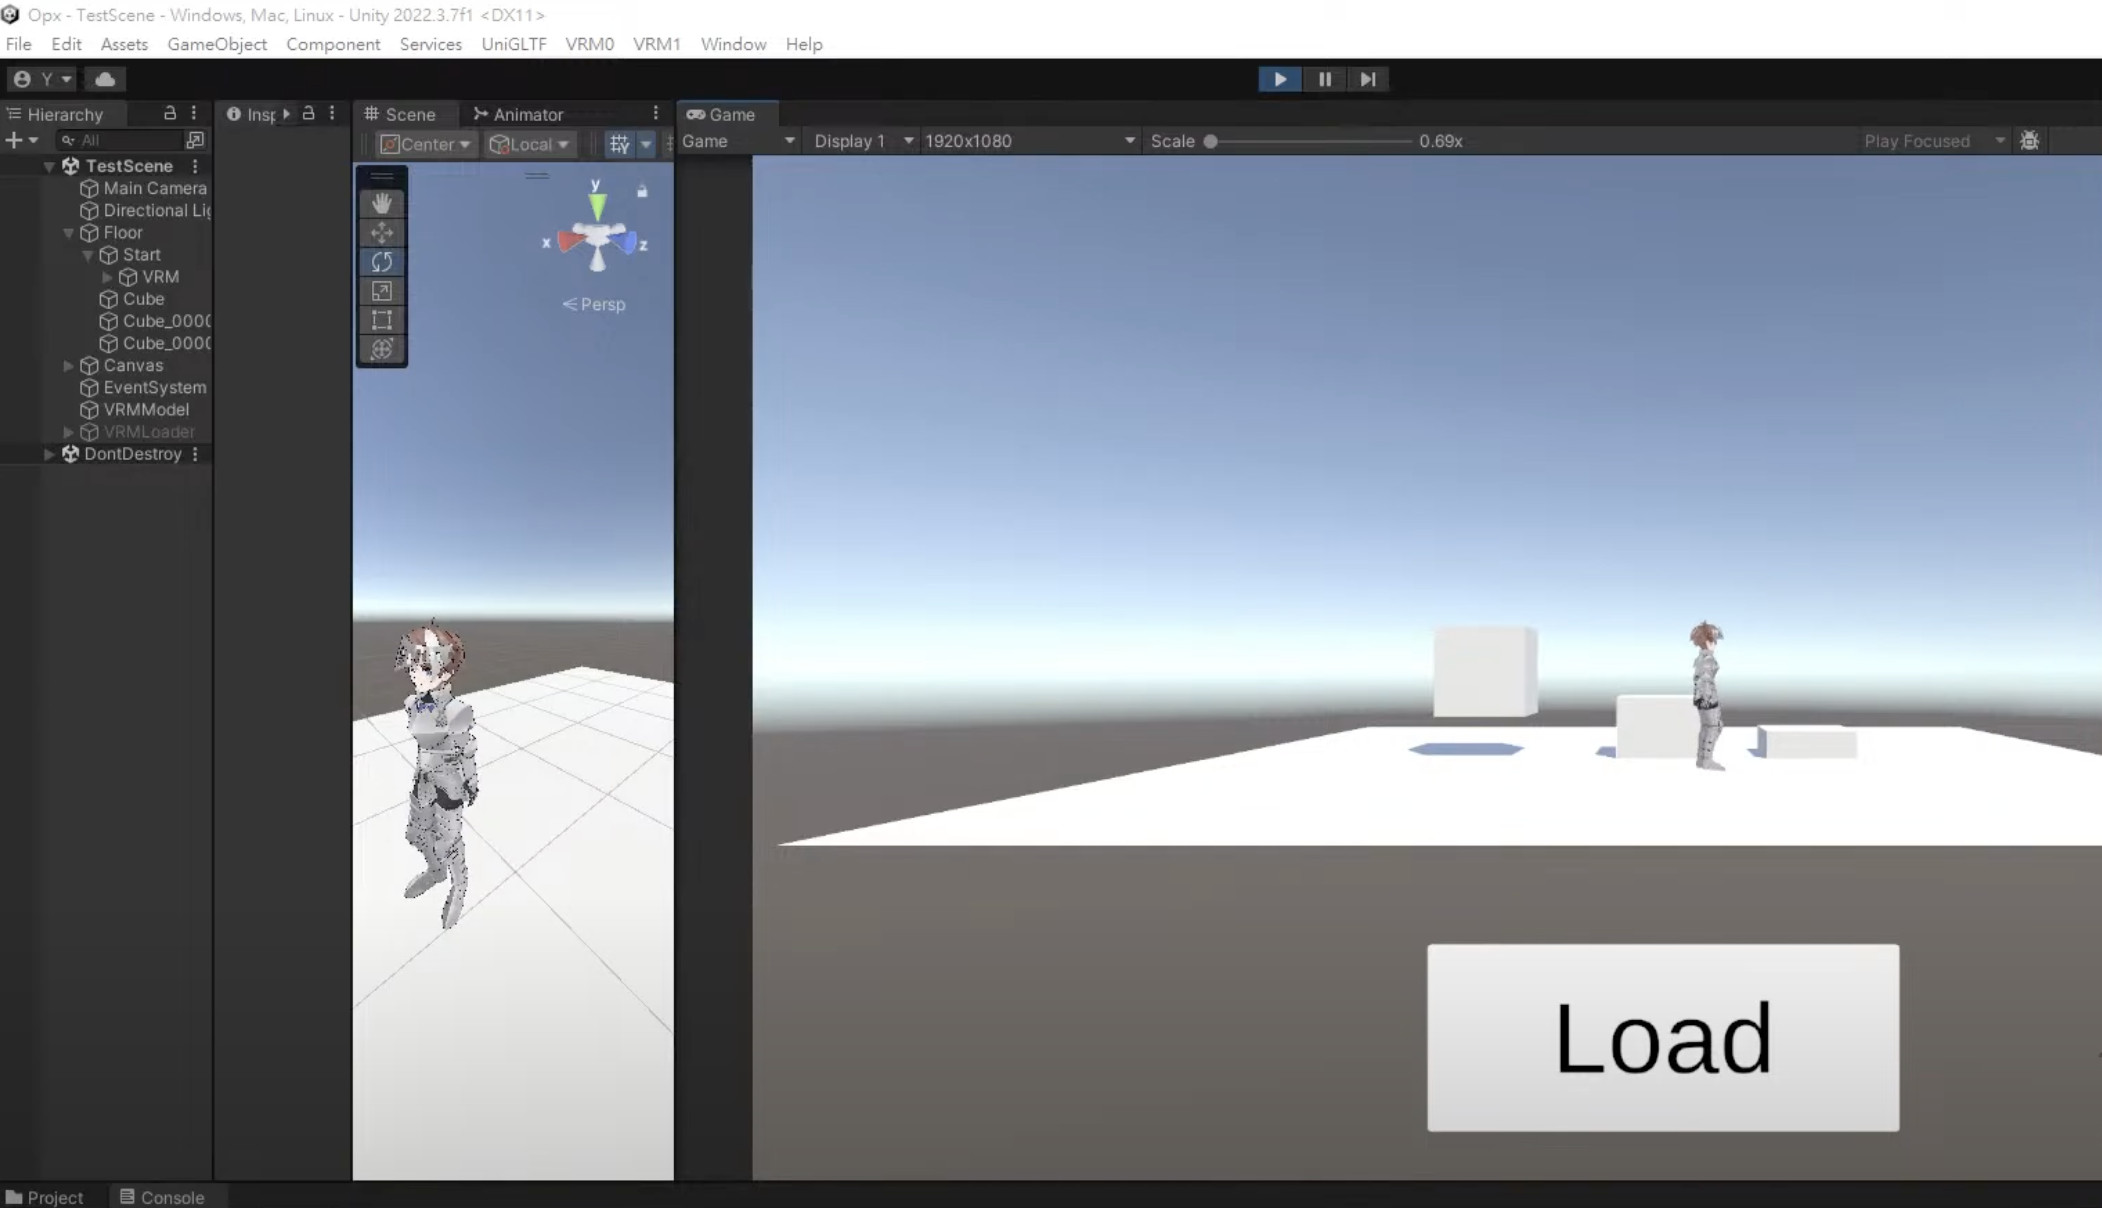 Opx - TestScene - Windows, Mac, Linux - Unity 2022.3.7f1 <DX11>
File Edit Assets GameObject Component Services UniGLTF VRM0 VRM1 Window Help
Y
Hierarchy
Insp
Scene
Animator
Game
All
Center
Local
Game
Display 1
1920x1080
Scale
0.69x
Play Focused
TestScene
Main Camera
Directional Lig
Floor
Start
VRM
Cube
Cube_0000
Cube_0000
Canvas
EventSystem
VRMModel
VRMLoader
DontDestroy
y
x
z
Persp
Load
Project
Console